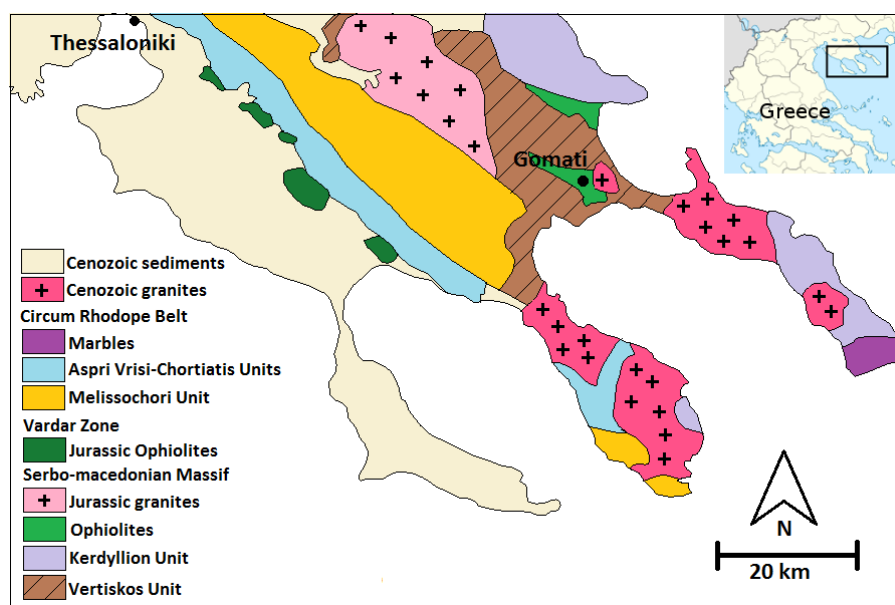 Thessaloniki
Greece
Gomati
Cenozoic sediments
Cenozoic granites
Circum Rhodope Belt
Marbles
Aspri Vrisi-Chortiatis Units
Melissochori Unit
Vardar Zone
Jurassic Ophiolites
Serbo-macedonian Massif
Jurassic granites
Ophiolites
Kerdyllion Unit
Vertiskos Unit
N
20 km